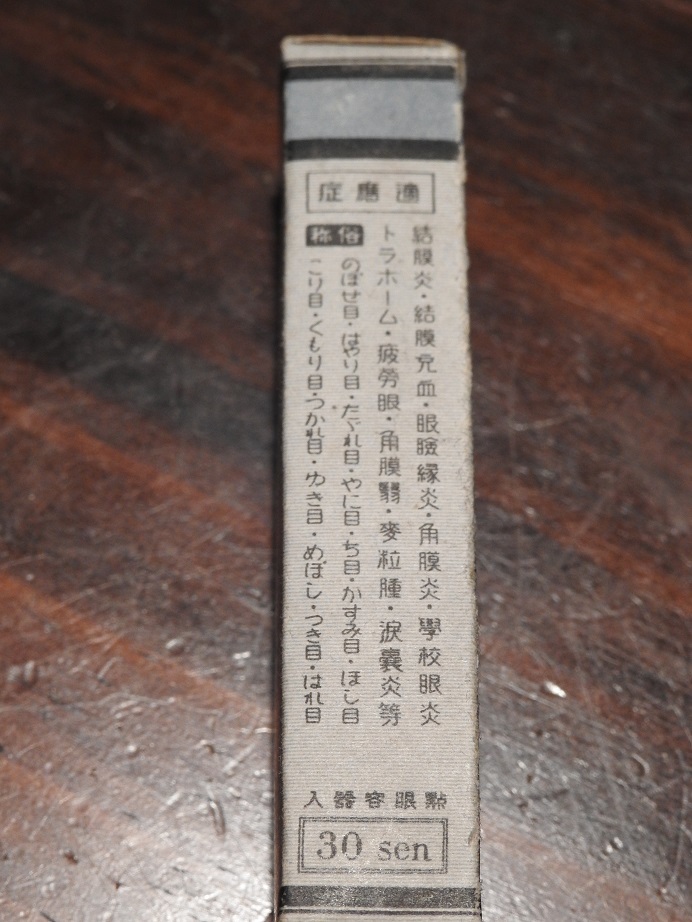 適應症
結膜炎・結膜充血・眼瞼縁炎・角膜炎・學校眼炎
トラホーム・疲勞眼・角膜翳・麥粒腫・淚囊炎等
俗称
のぼせ目・はやり目・たゞれ目・やに目・ち目・かすみ目・ほし目
こり目・くもり目・つかれ目・ゆき目・めぼし・つき目・はれ目
點眼容器入
30 sen